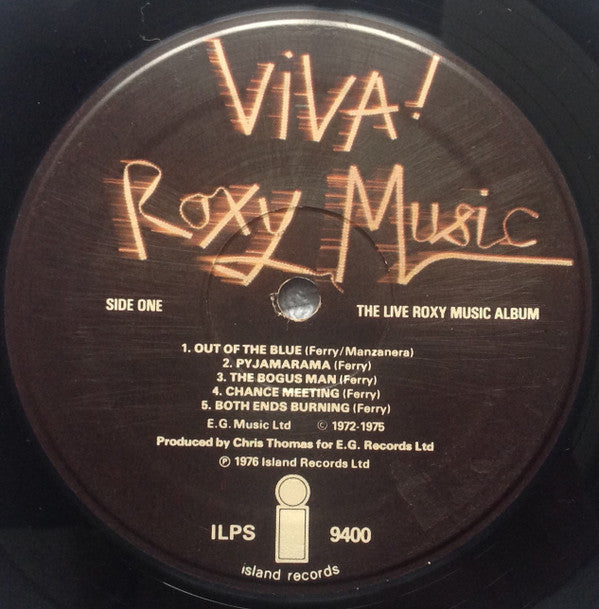 ViVA!
Roxy Music
SIDE ONE
THE LIVE ROXY MUSIC ALBUM
1. OUT OF THE BLUE (Ferry/Manzanera)
2. PYJAMARAMA (Ferry)
3. THE BOGUS MAN (Ferry)
4. CHANCE MEETING (Ferry)
5. BOTH ENDS BURNING (Ferry)
E.G. Music Ltd © 1972-1975
Produced by Chris Thomas for E.G. Records Ltd
℗ 1976 Island Records Ltd
ILPS i 9400
island records